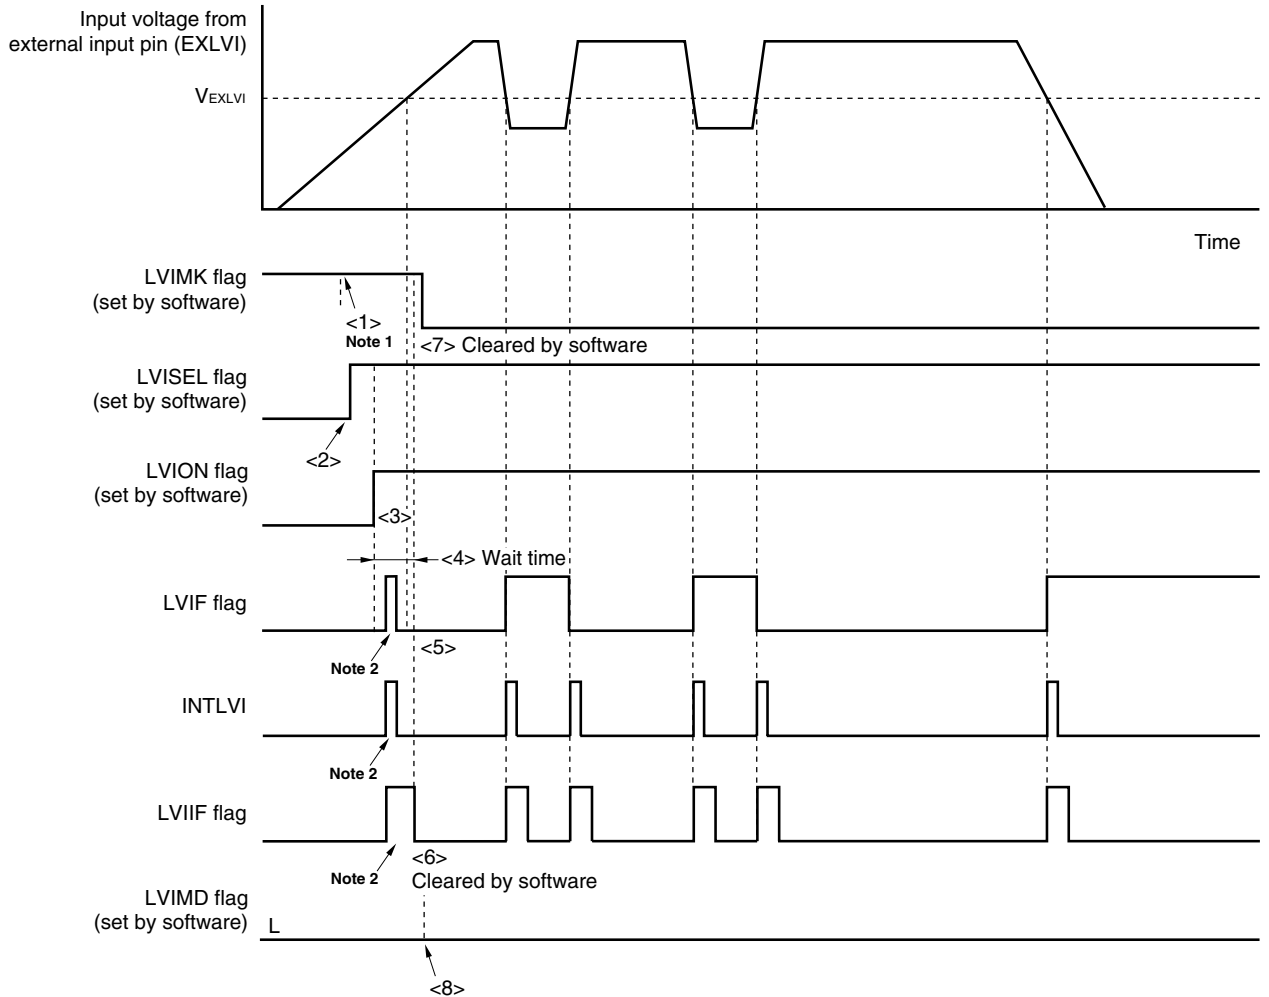 Input voltage from
external input pin (EXLVI)
VEXLVI
Time
LVIMK flag
(set by software)
<1>
Note 1
<7> Cleared by software
LVISEL flag
(set by software)
<2>
LVION flag
(set by software)
<3>
<4> Wait time
LVIF flag
Note 2
<5>
INTLVI
Note 2
LVIIF flag
Note 2
<6>
Cleared by software
LVIMD flag
(set by software)
L
<8>